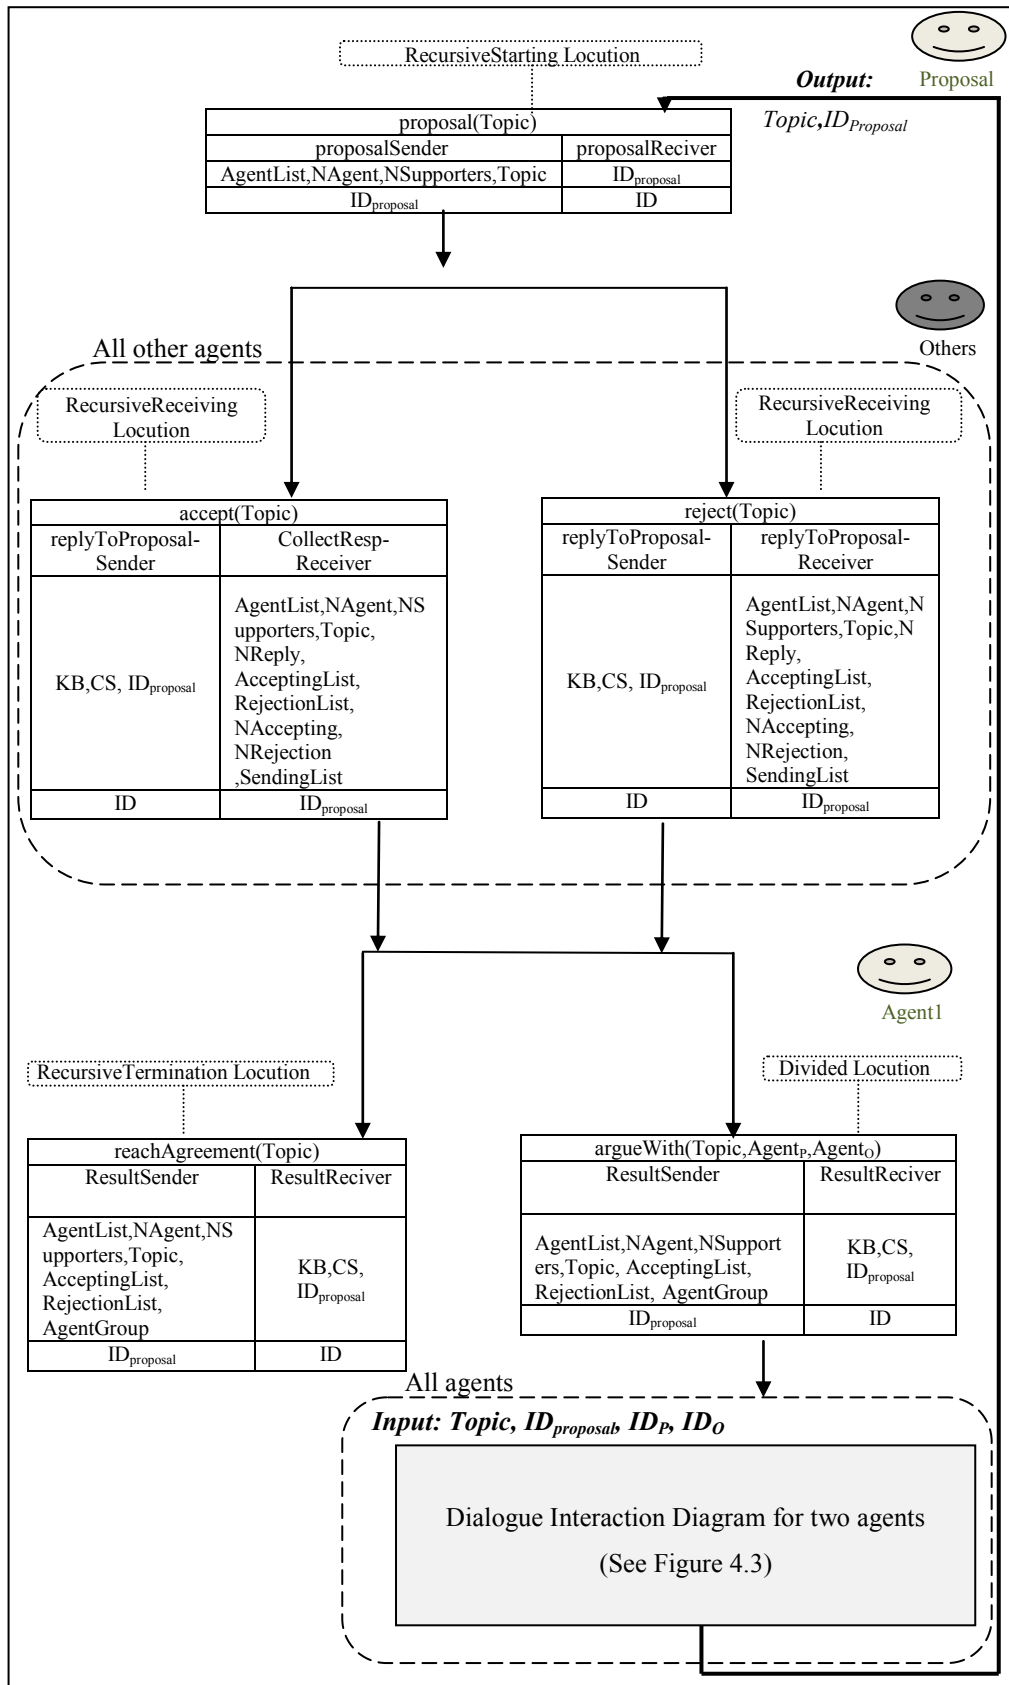 RecursiveStarting Locution
Output:
Proposal
Topic,IDProposal
proposal(Topic)
proposalSender
proposalReciver
AgentList,NAgent,NSupporters,Topic
IDproposal
IDproposal
ID
Others
All other agents
RecursiveReceiving
Locution
RecursiveReceiving
Locution
accept(Topic)
replyToProposal-
Sender
CollectResp-
Receiver
KB,CS, IDproposal
AgentList,NAgent,NS
upporters,Topic,
NReply,
AcceptingList,
RejectionList,
NAccepting,
NRejection
,SendingList
ID
IDproposal
reject(Topic)
replyToProposal-
Sender
replyToProposal-
Receiver
KB,CS, IDproposal
AgentList,NAgent,N
Supporters,Topic,N
Reply,
AcceptingList,
RejectionList,
NAccepting,
NRejection,
SendingList
ID
IDproposal
Agent1
RecursiveTermination Locution
Divided Locution
reachAgreement(Topic)
ResultSender
ResultReciver
AgentList,NAgent,NS
upporters,Topic,
AcceptingList,
RejectionList,
AgentGroup
KB,CS,
IDproposal
IDproposal
ID
argueWith(Topic,AgentP,AgentO)
ResultSender
ResultReciver
AgentList,NAgent,NSupport
ers,Topic, AcceptingList,
RejectionList, AgentGroup
KB,CS,
IDproposal
IDproposal
ID
All agents
Input: Topic, IDproposal, IDP, IDO
Dialogue Interaction Diagram for two agents
(See Figure 4.3)